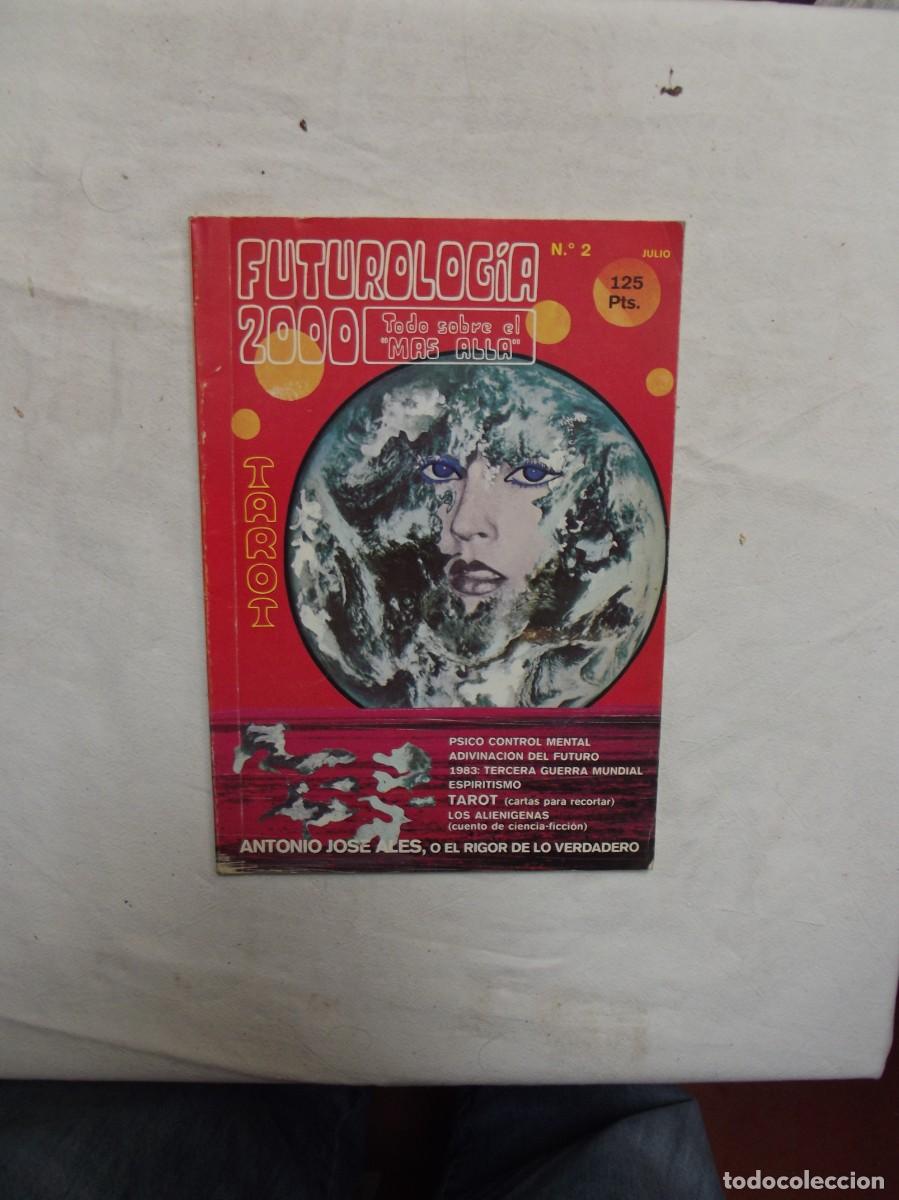 FUTUROLOGíA
N.° 2
JULIO
125
Pts.
2000
Todo sobre el
"MAS ALLA"
TAROT
PSICO CONTROL MENTAL
ADIVINACION DEL FUTURO
1983: TERCERA GUERRA MUNDIAL
ESPIRITISMO
TAROT (cartas para recortar)
LOS ALIENIGENAS
(cuento de ciencia-ficción)
ANTONIO JOSE ALES, O EL RIGOR DE LO VERDADERO
todocoleccion